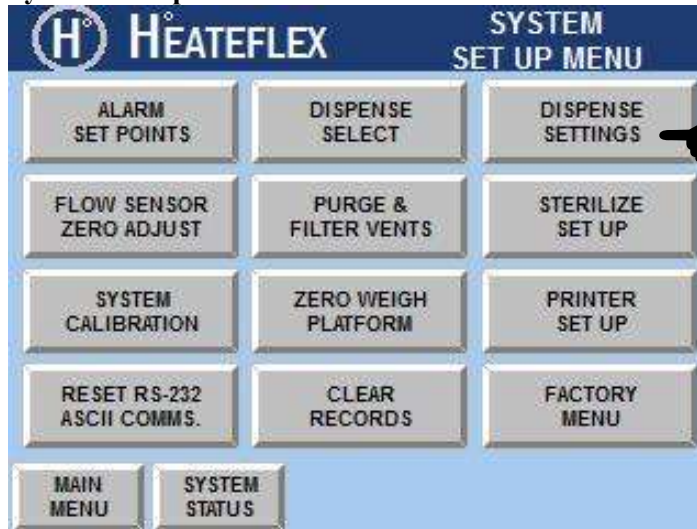 H° HEATEFLEX
SYSTEM
SET UP MENU
ALARM
SET POINTS
DISPENSE
SELECT
DISPENSE
SETTINGS
FLOW SENSOR
ZERO ADJUST
PURGE &
FILTER VENTS
STERILIZE
SET UP
SYSTEM
CALIBRATION
ZERO WEIGH
PLATFORM
PRINTER
SET UP
RESET RS-232
ASCII COMMS.
CLEAR
RECORDS
FACTORY
MENU
MAIN
MENU
SYSTEM
STATUS